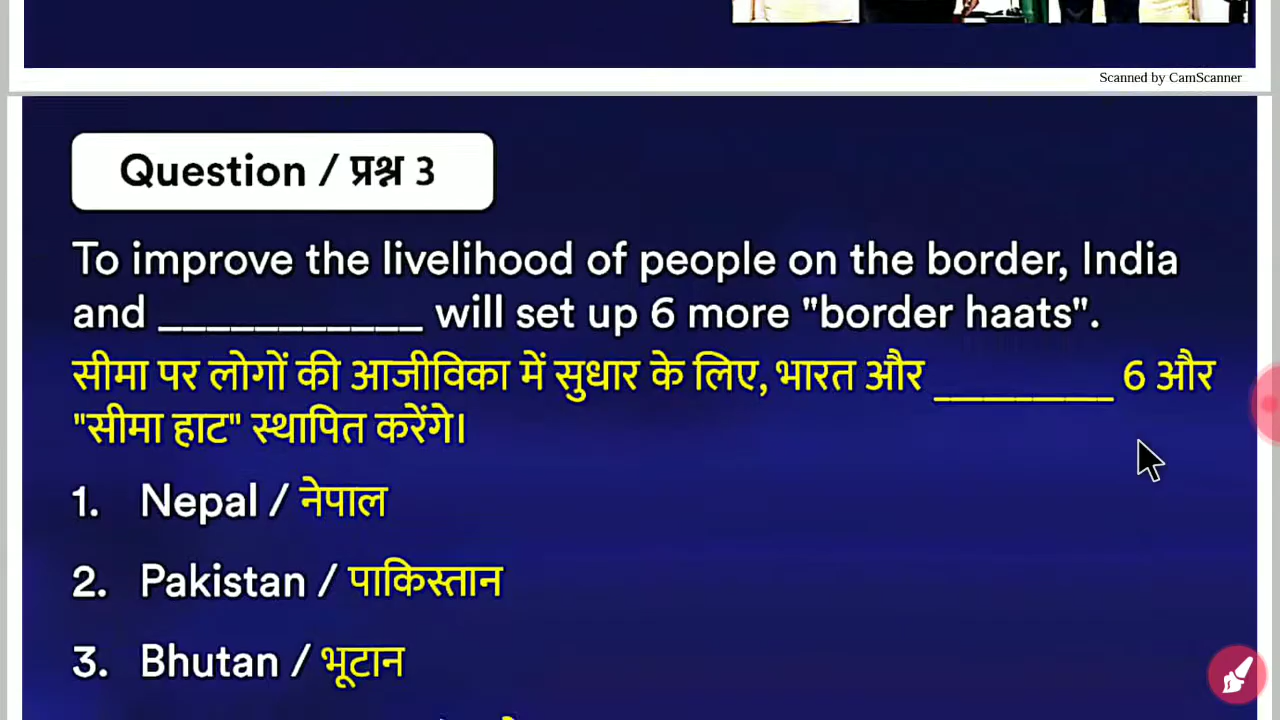 Scanned by CamScanner
Question / प्रश्न 3
To improve the livelihood of people on the border, India
and ___________ will set up 6 more "border haats".
सीमा पर लोगों की आजीविका में सुधार के लिए, भारत और _________ 6 और
"सीमा हाट" स्थापित करेंगे।
1. Nepal / नेपाल
2. Pakistan / पाकिस्तान
3. Bhutan / भूटान